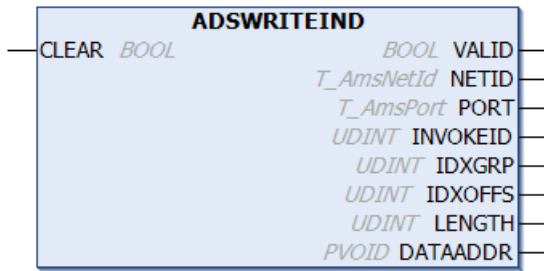 ADSWRITEIND
CLEAR BOOL BOOL VALID
T_AmsNetId NETID
T_AmsPort PORT
UDINT INVOKEID
UDINT IDXGRP
UDINT IDXOFFS
UDINT LENGTH
PVOID DATAADDR